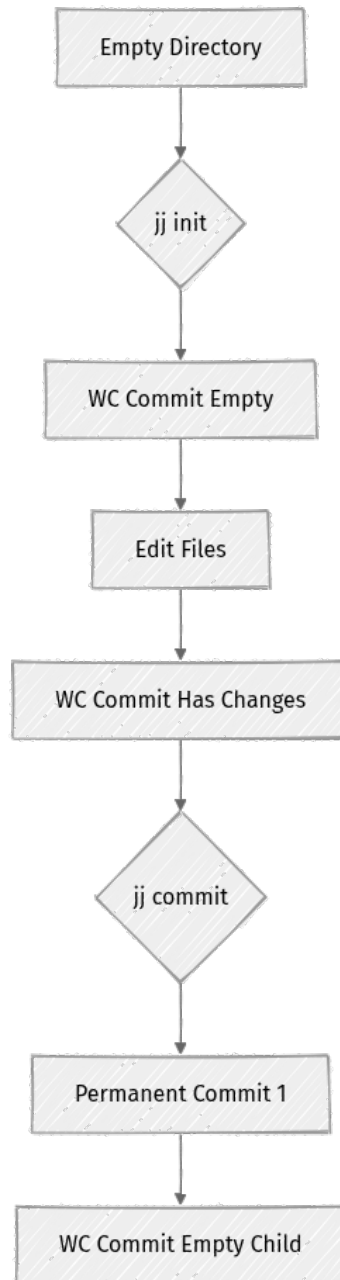 Empty Directory
jj init
WC Commit Empty
Edit Files
WC Commit Has Changes
jj commit
Permanent Commit 1
WC Commit Empty Child